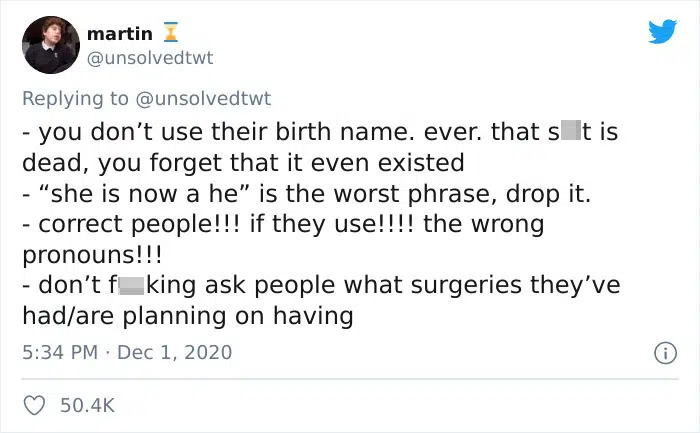 martin ⏳
@unsolvedtwt
Replying to @unsolvedtwt
- you don’t use their birth name. ever. that s t is
dead, you forget that it even existed
- “she is now a he” is the worst phrase, drop it.
- correct people!!! if they use!!!! the wrong
pronouns!!!
- don’t f king ask people what surgeries they’ve
had/are planning on having
5:34 PM · Dec 1, 2020
50.4K